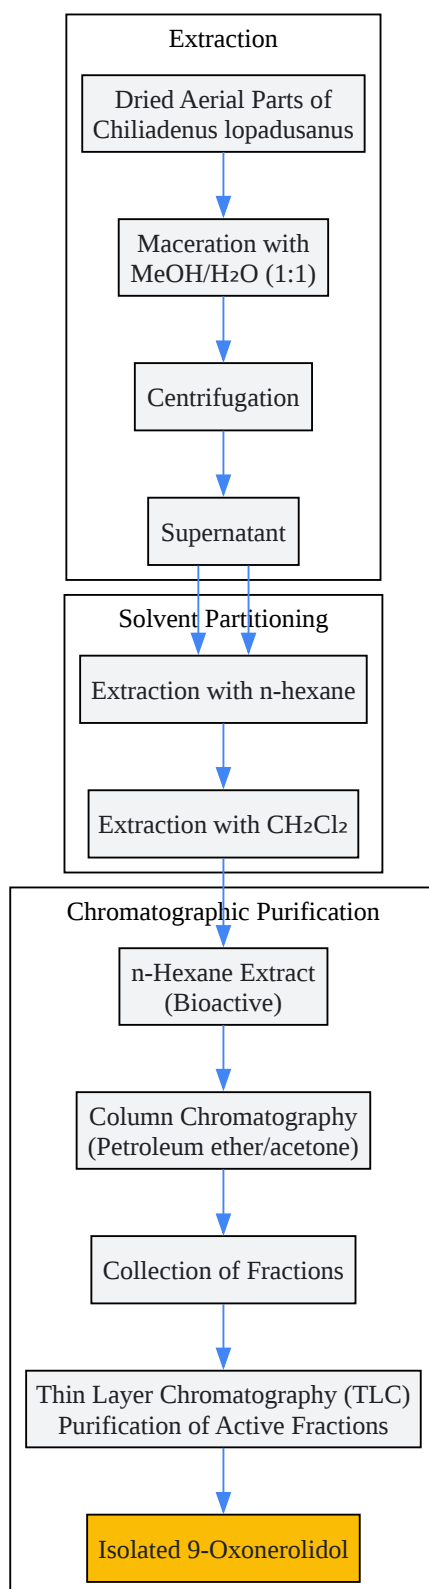 Extraction
Dried Aerial Parts of
Chiliadenus lopadusanus
Maceration with
MeOH/H₂O (1:1)
Centrifugation
Supernatant
Solvent Partitioning
Extraction with n-hexane
Extraction with CH₂Cl₂
Chromatographic Purification
n-Hexane Extract
(Bioactive)
Column Chromatography
(Petroleum ether/acetone)
Collection of Fractions
Thin Layer Chromatography (TLC)
Purification of Active Fractions
Isolated 9-Oxonerolidol